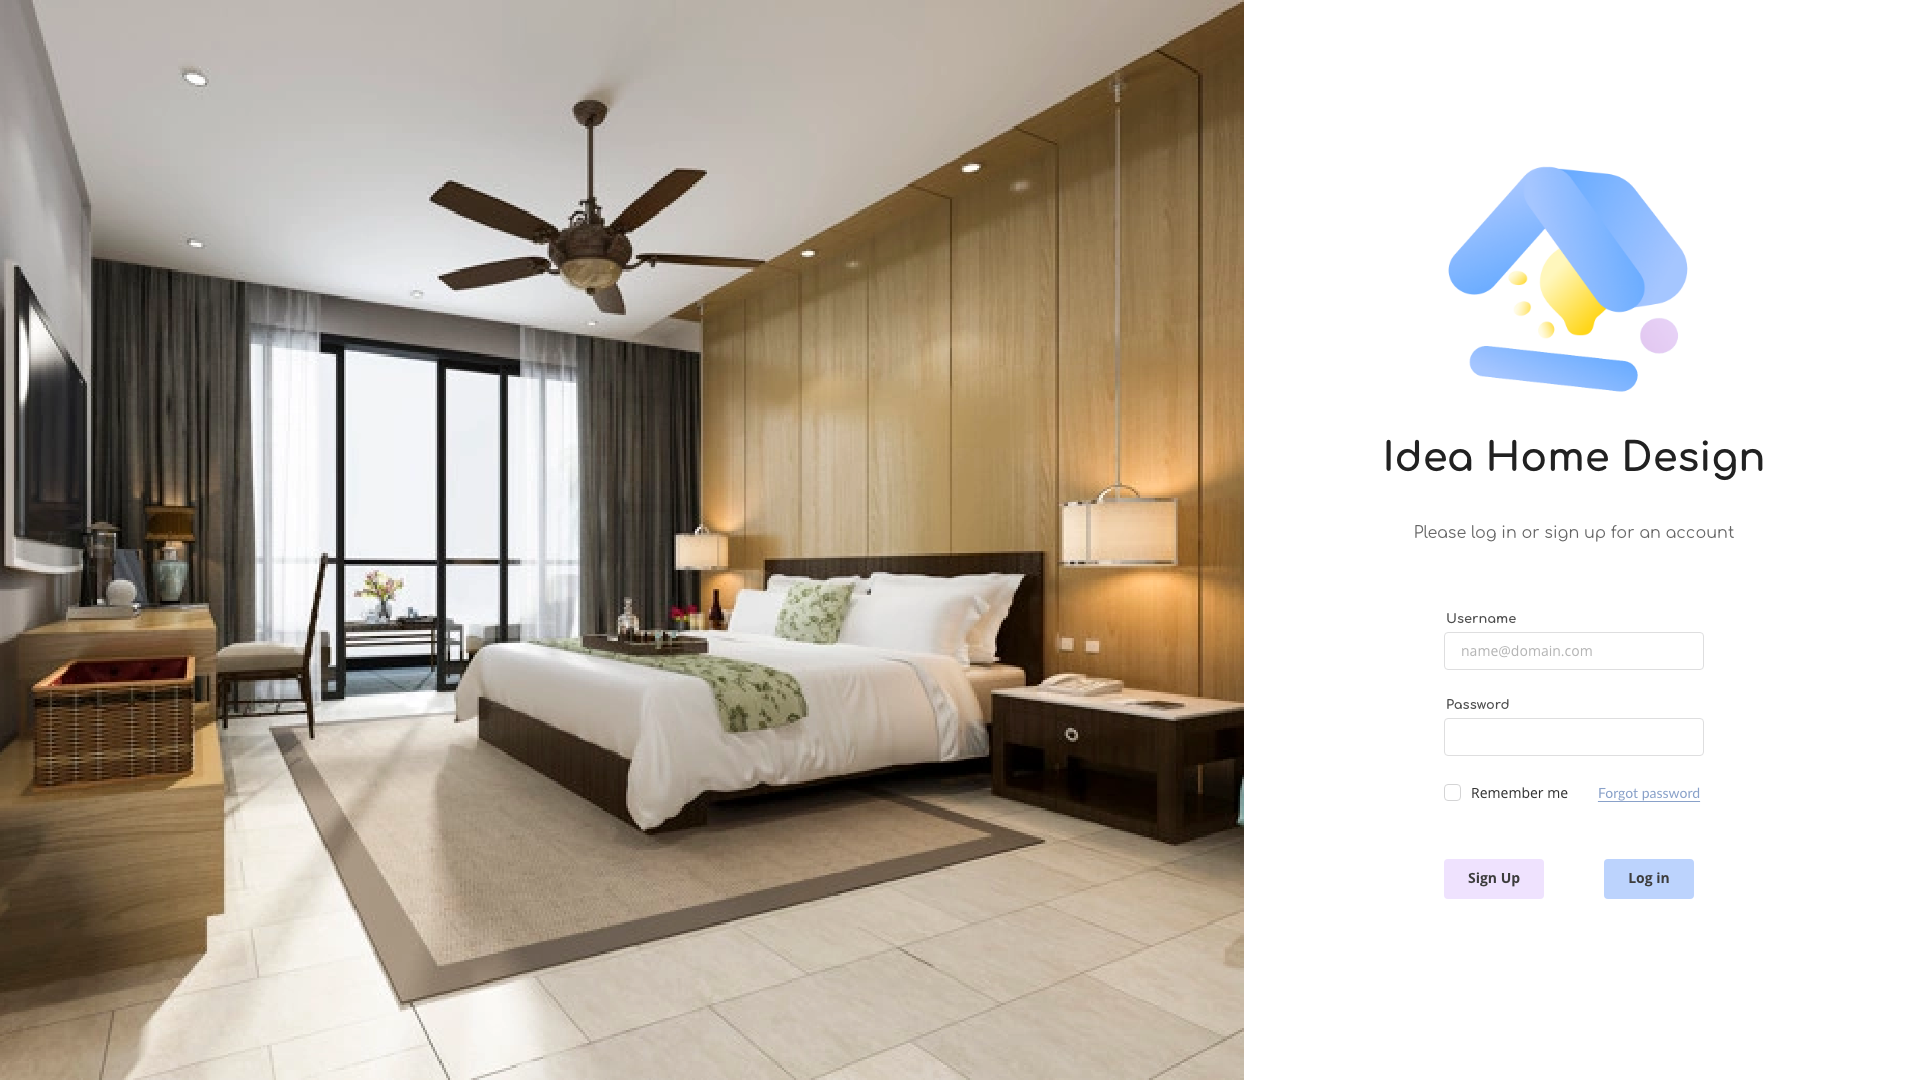 Idea Home Design
Please log in or sign up for an account
Username
name@domain.com
Password
Remember me
Forgot password
Sign Up
Log in